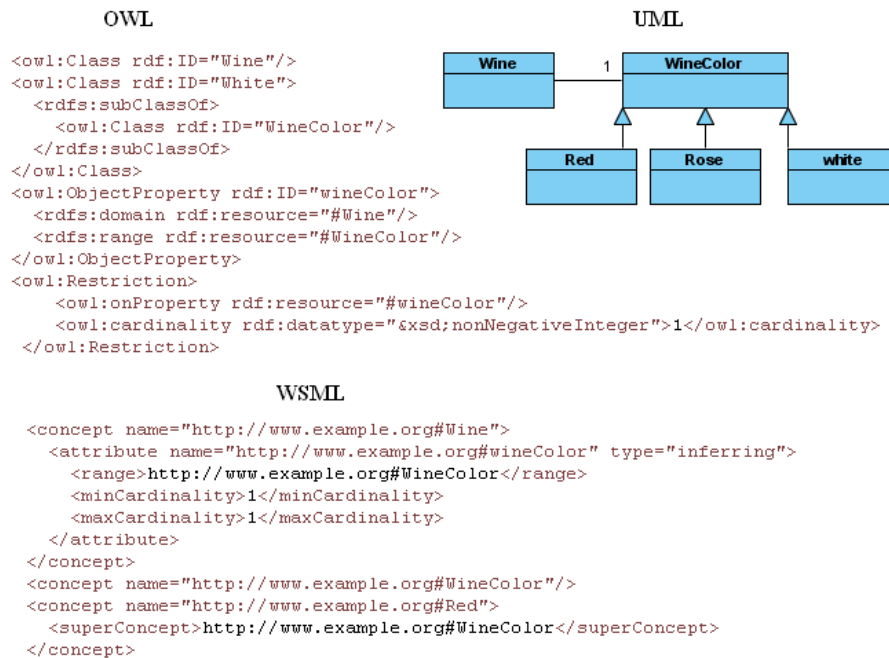 OWL
<owl:Class rdf:ID="Wine"/>
<owl:Class rdf:ID="White">
  <rdfs:subClassOf>
    <owl:Class rdf:ID="WineColor"/>
  </rdfs:subClassOf>
</owl:Class>
<owl:ObjectProperty rdf:ID="wineColor">
  <rdfs:domain rdf:resource="#Wine"/>
  <rdfs:range rdf:resource="#WineColor"/>
</owl:ObjectProperty>
<owl:Restriction>
    <owl:onProperty rdf:resource="#wineColor"/>
    <owl:cardinality rdf:datatype="&xsd;nonNegativeInteger">1</owl:cardinality>
 </owl:Restriction>
UML
Wine
1
WineColor
Red
Rose
white
WSML
<concept name="http://www.example.org#Wine">
  <attribute name="http://www.example.org#wineColor" type="inferring">
    <range>http://www.example.org#WineColor</range>
    <minCardinality>1</minCardinality>
    <maxCardinality>1</maxCardinality>
  </attribute>
</concept>
<concept name="http://www.example.org#WineColor"/>
<concept name="http://www.example.org#Red">
  <superConcept>http://www.example.org#WineColor</superConcept>
</concept>